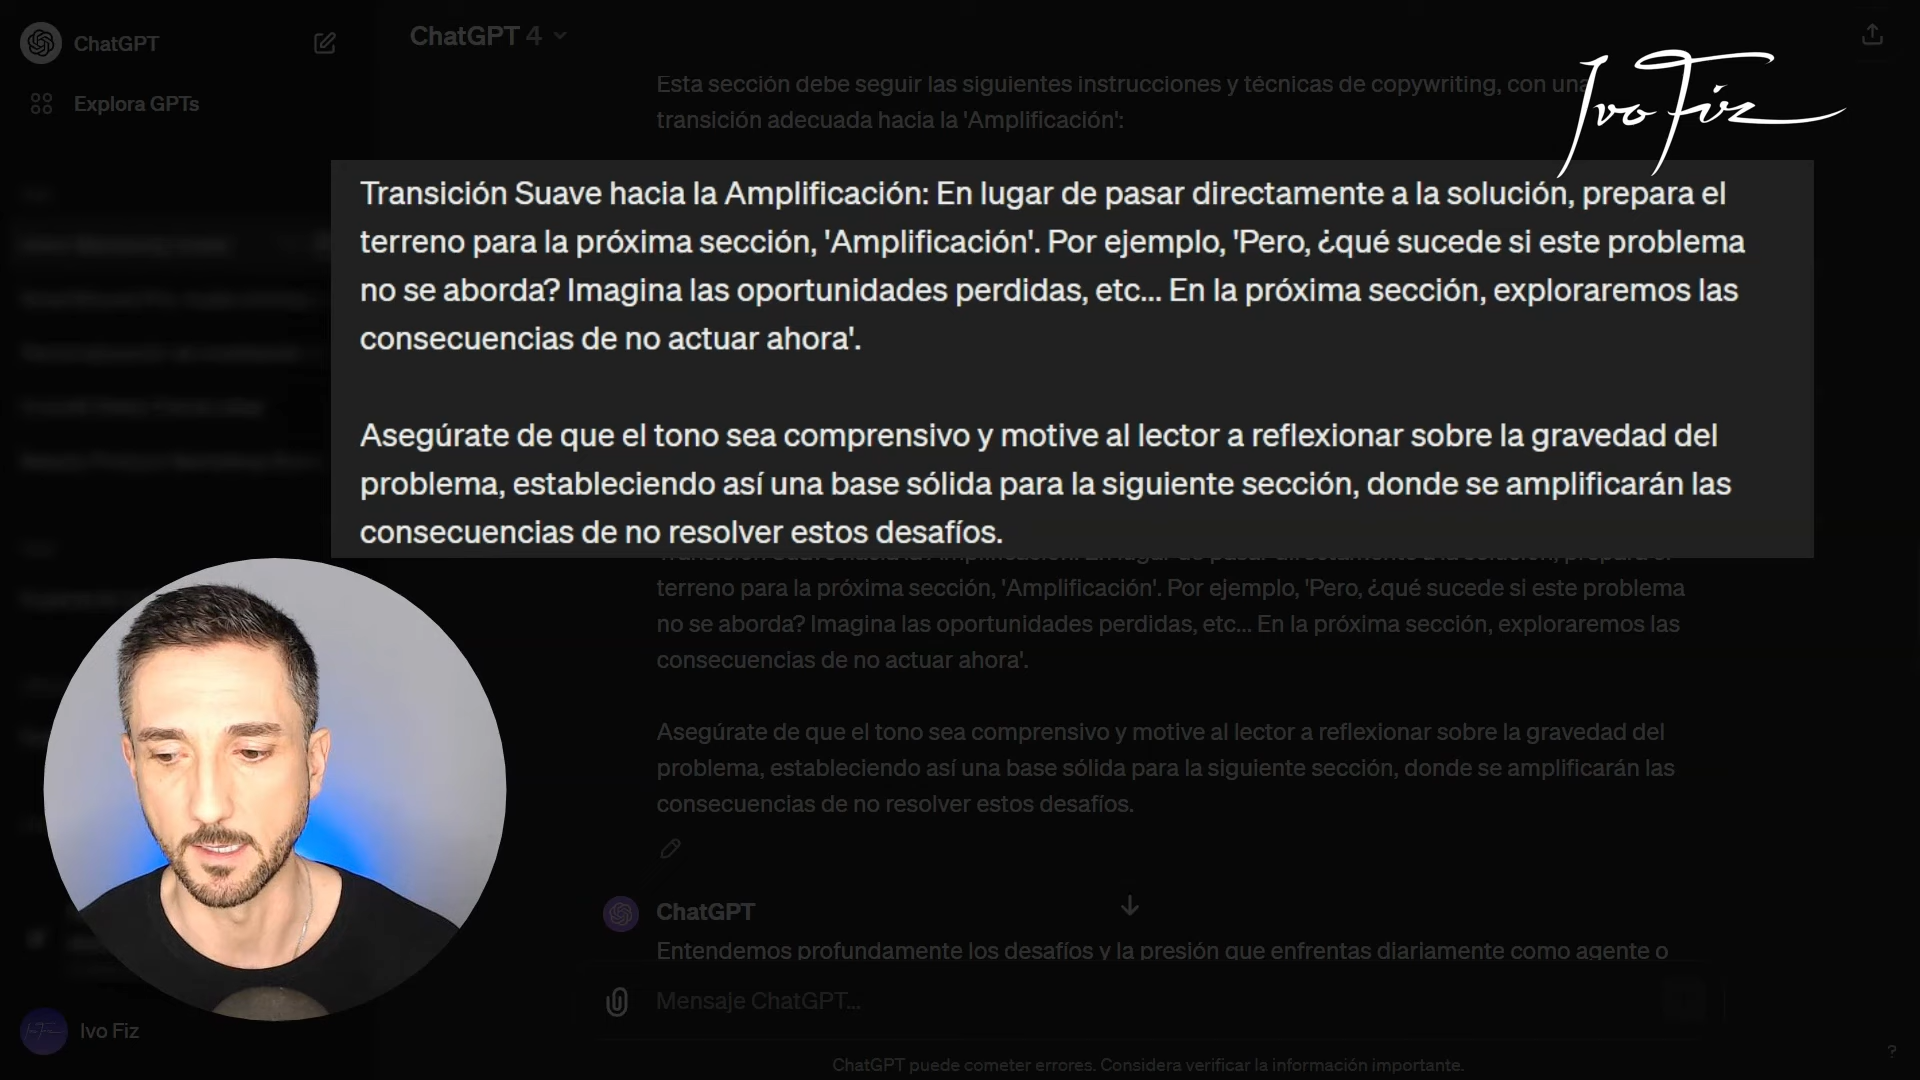 ChatGPT
ChatGPT 4
Explora GPTs
Ivo Fiz
Esta sección debe seguir las siguientes instrucciones y técnicas de copywriting, con una
transición adecuada hacia la 'Amplificación':
Transición Suave hacia la Amplificación: En lugar de pasar directamente a la solución, prepara el
terreno para la próxima sección, 'Amplificación'. Por ejemplo, 'Pero, ¿qué sucede si este problema
no se aborda? Imagina las oportunidades perdidas, etc... En la próxima sección, exploraremos las
consecuencias de no actuar ahora'.
Asegúrate de que el tono sea comprensivo y motive al lector a reflexionar sobre la gravedad del
problema, estableciendo así una base sólida para la siguiente sección, donde se amplificarán las
consecuencias de no resolver estos desafíos.
terreno para la próxima sección, 'Amplificación'. Por ejemplo, 'Pero, ¿qué sucede si este problema
no se aborda? Imagina las oportunidades perdidas, etc... En la próxima sección, exploraremos las
consecuencias de no actuar ahora'.
Asegúrate de que el tono sea comprensivo y motive al lector a reflexionar sobre la gravedad del
problema, estableciendo así una base sólida para la siguiente sección, donde se amplificarán las
consecuencias de no resolver estos desafíos.
ChatGPT
Entendemos profundamente los desafíos y la presión que enfrentas diariamente como agente o
Mensaje ChatGPT...
Ivo Fiz
ChatGPT puede cometer errores. Considera verificar la información importante.
?